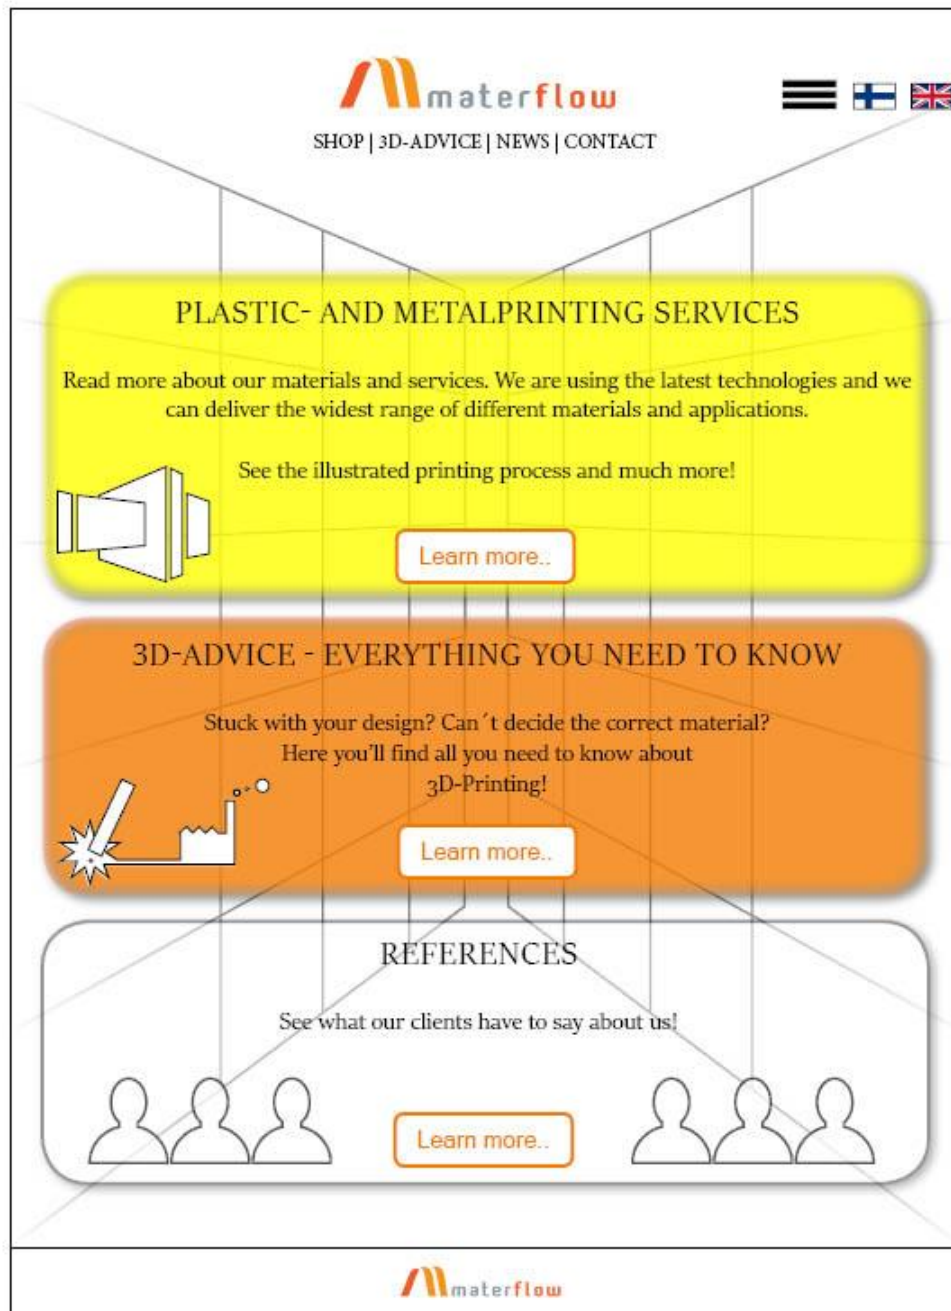 materflow
SHOP | 3D-ADVICE | NEWS | CONTACT
PLASTIC- AND METALPRINTING SERVICES
Read more about our materials and services. We are using the latest technologies and we
can deliver the widest range of different materials and applications.
See the illustrated printing process and much more!
Learn more..
3D-ADVICE - EVERYTHING YOU NEED TO KNOW
Stuck with your design? Can´t decide the correct material?
Here you'll find all you need to know about
3D-Printing!
Learn more..
REFERENCES
See what our clients have to say about us!
Learn more..
materflow